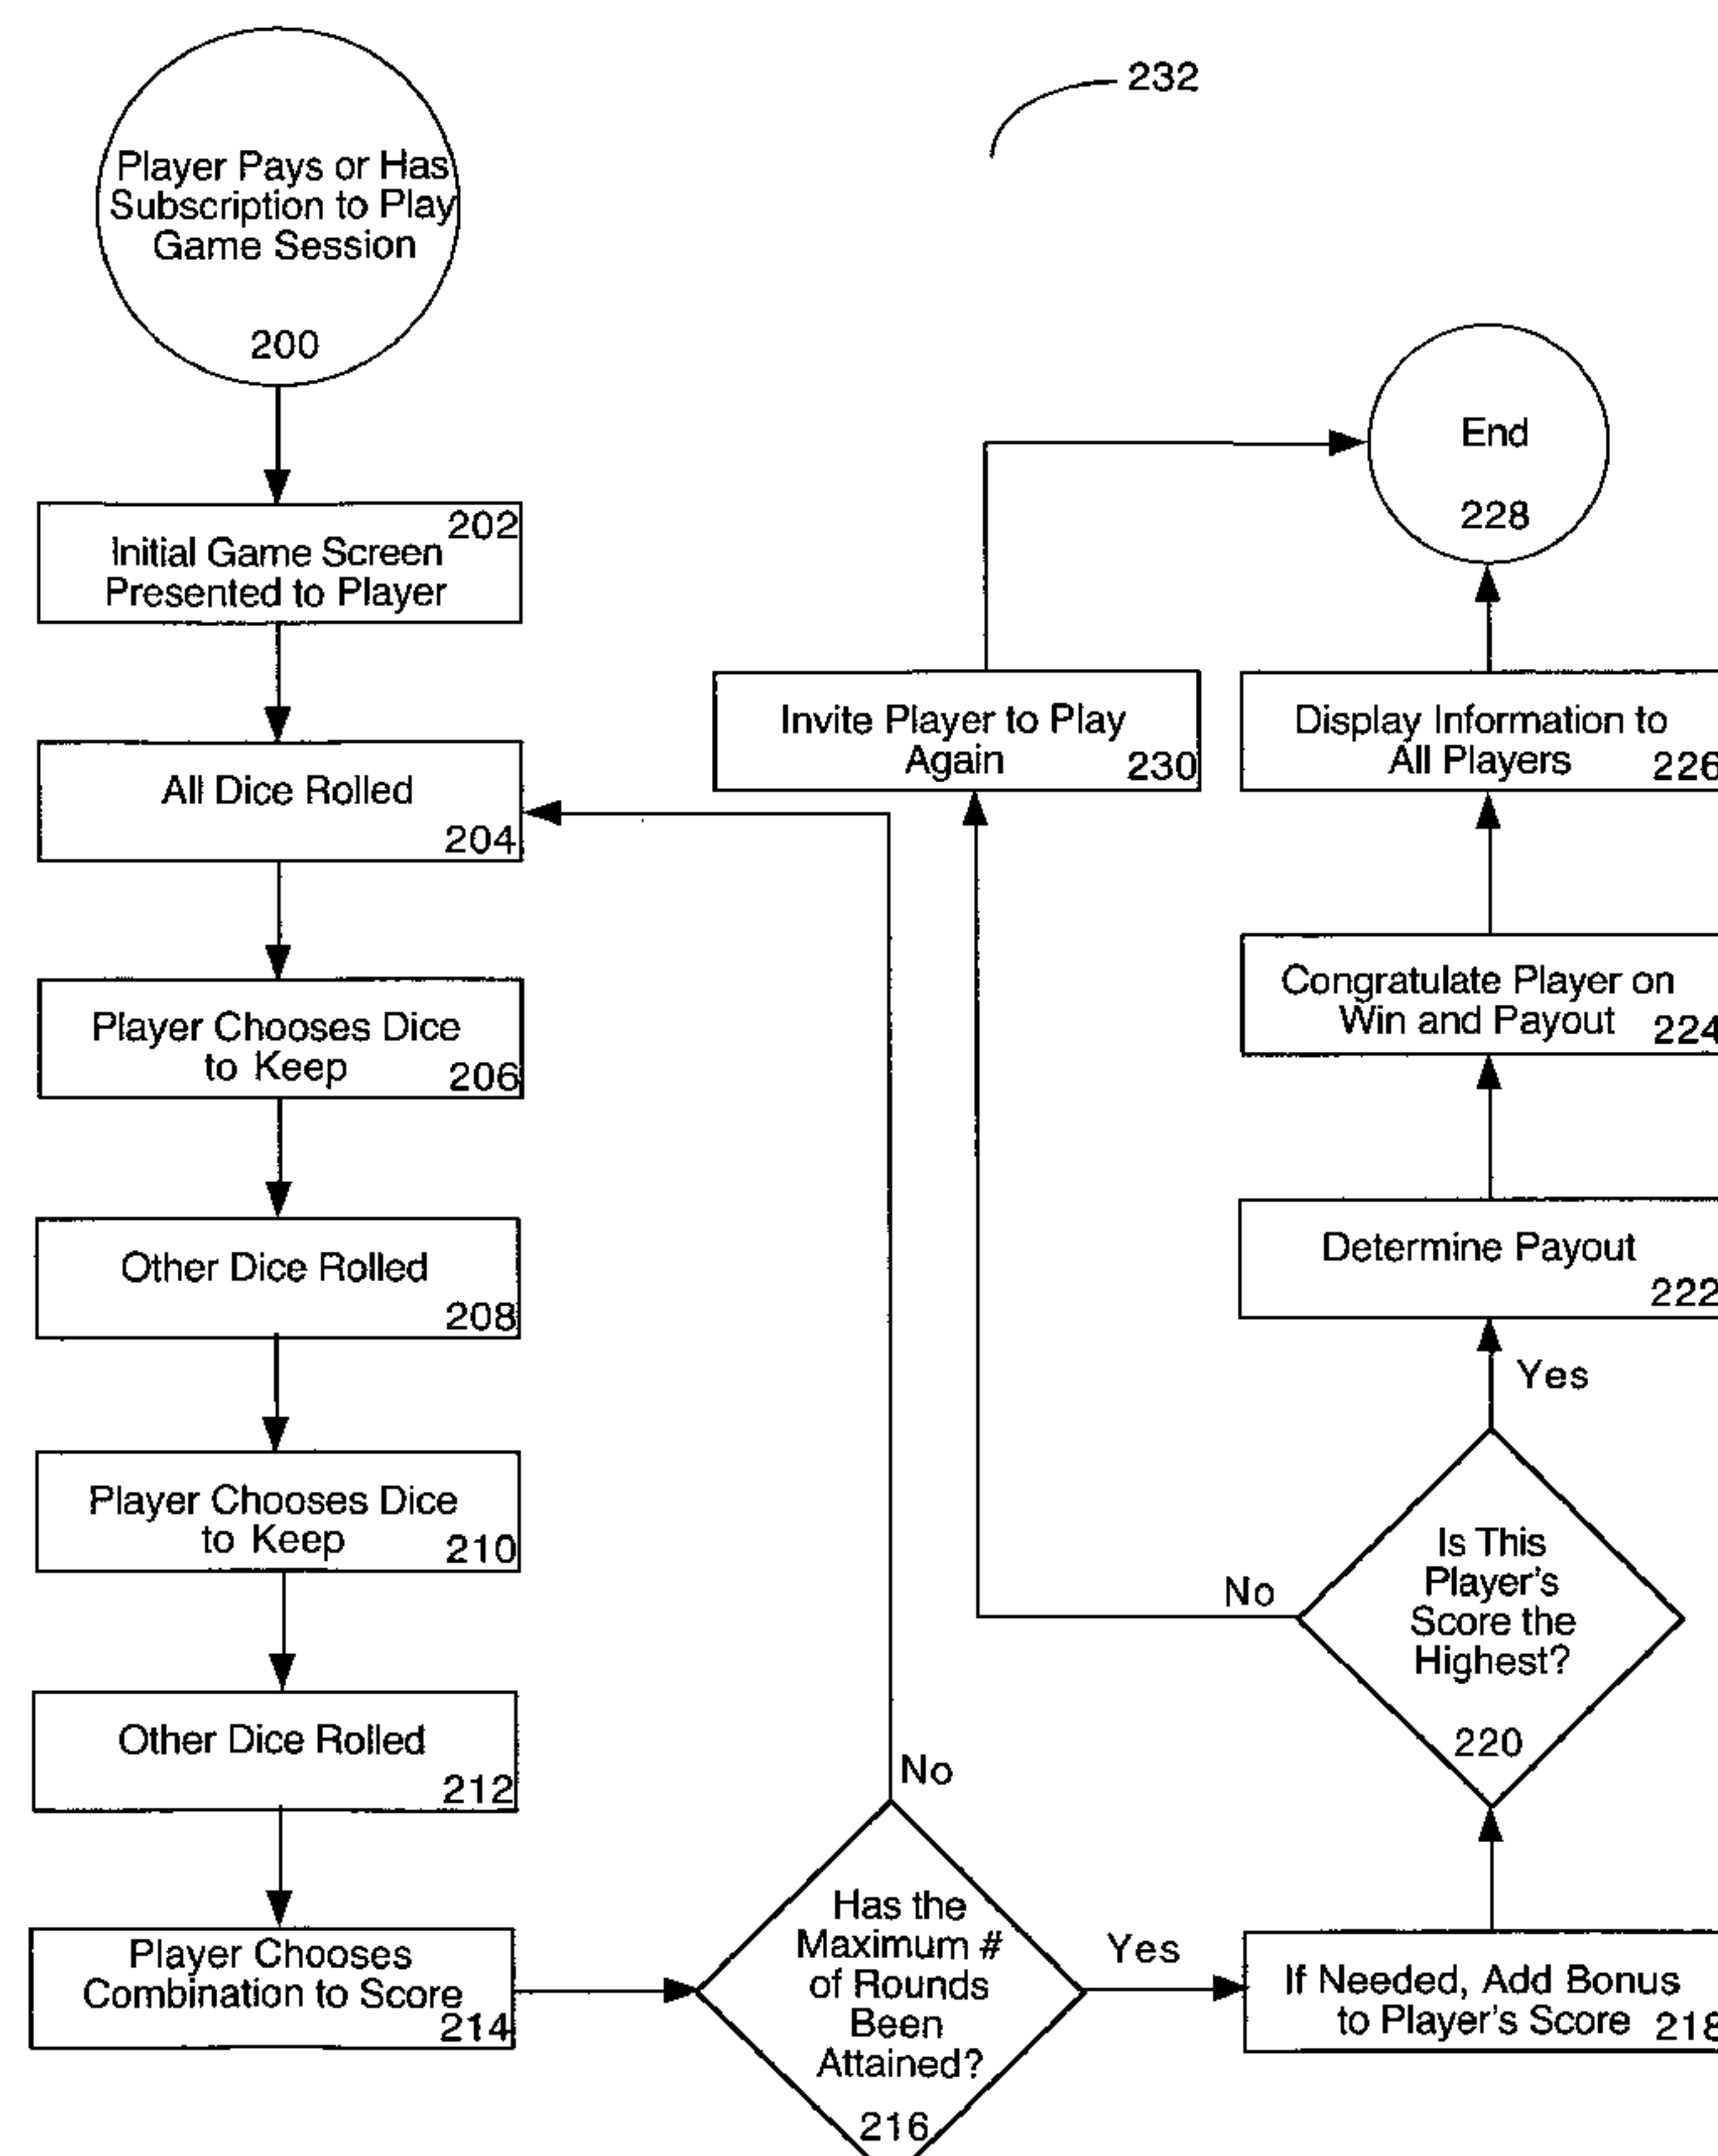 Player Pays or Has
Subscription to Play
Game Session
200
202
Initial Game Screen
Presented to Player
All Dice Rolled
204
Player Chooses Dice
to Keep
206
Other Dice Rolled
208
Player Chooses Dice
to Keep
210
Other Dice Rolled
212
Player Chooses
Combination to Score
214
No
Has the
Maximum #
of Rounds
Been
Attained?
216
Yes
If Needed, Add Bonus
to Player's Score
218
Is This
Player's
Score the
Highest?
220
No
Yes
Determine Payout
222
Congratulate Player on
Win and Payout
224
Display Information to
All Players
226
Invite Player to Play
Again
230
End
228
232